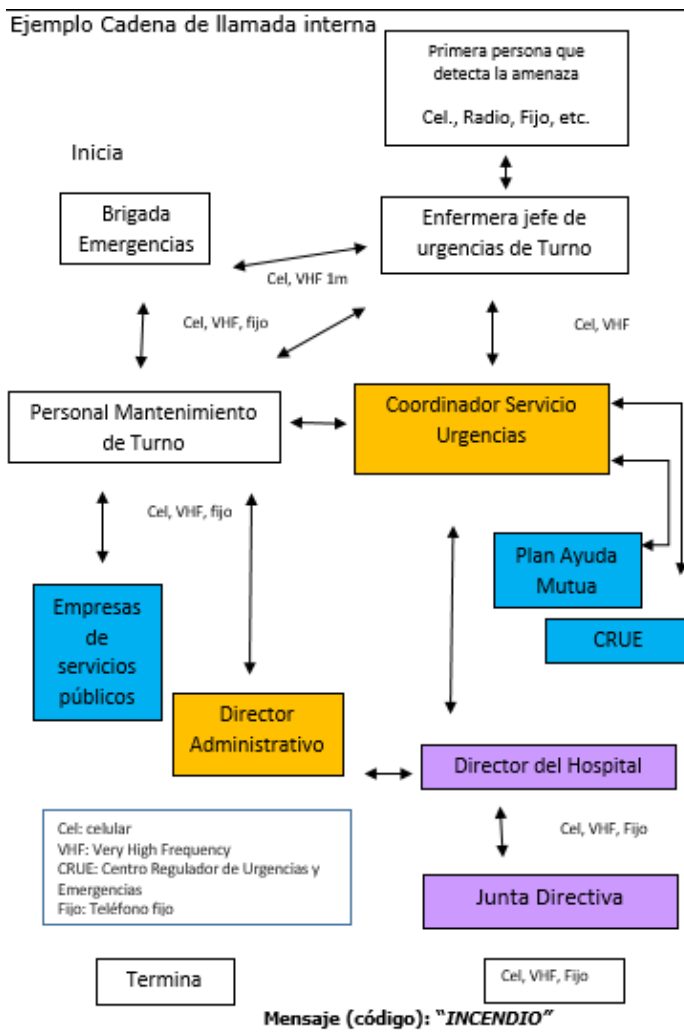 Ejemplo Cadena de llamada interna
Primera persona que
detecta la amenaza
Cel., Radio, Fijo, etc.
Inicia
Brigada
Emergencias
Enfermera jefe de
urgencias de Turno
Cel, VHF 1m
Cel, VHF, fijo
Cel, VHF
Personal Mantenimiento
de Turno
Coordinador Servicio
Urgencias
Cel, VHF, fijo
Plan Ayuda
Mutua
Empresas
de
servicios
públicos
CRUE
Director
Administrativo
Director del Hospital
Cel: celular
VHF: Very High Frequency
CRUE: Centro Regulador de Urgencias y
Emergencias
Fijo: Teléfono fijo
Cel, VHF, Fijo
Junta Directiva
Termina
Cel, VHF, Fijo
Mensaje (código): “INCENDIO”